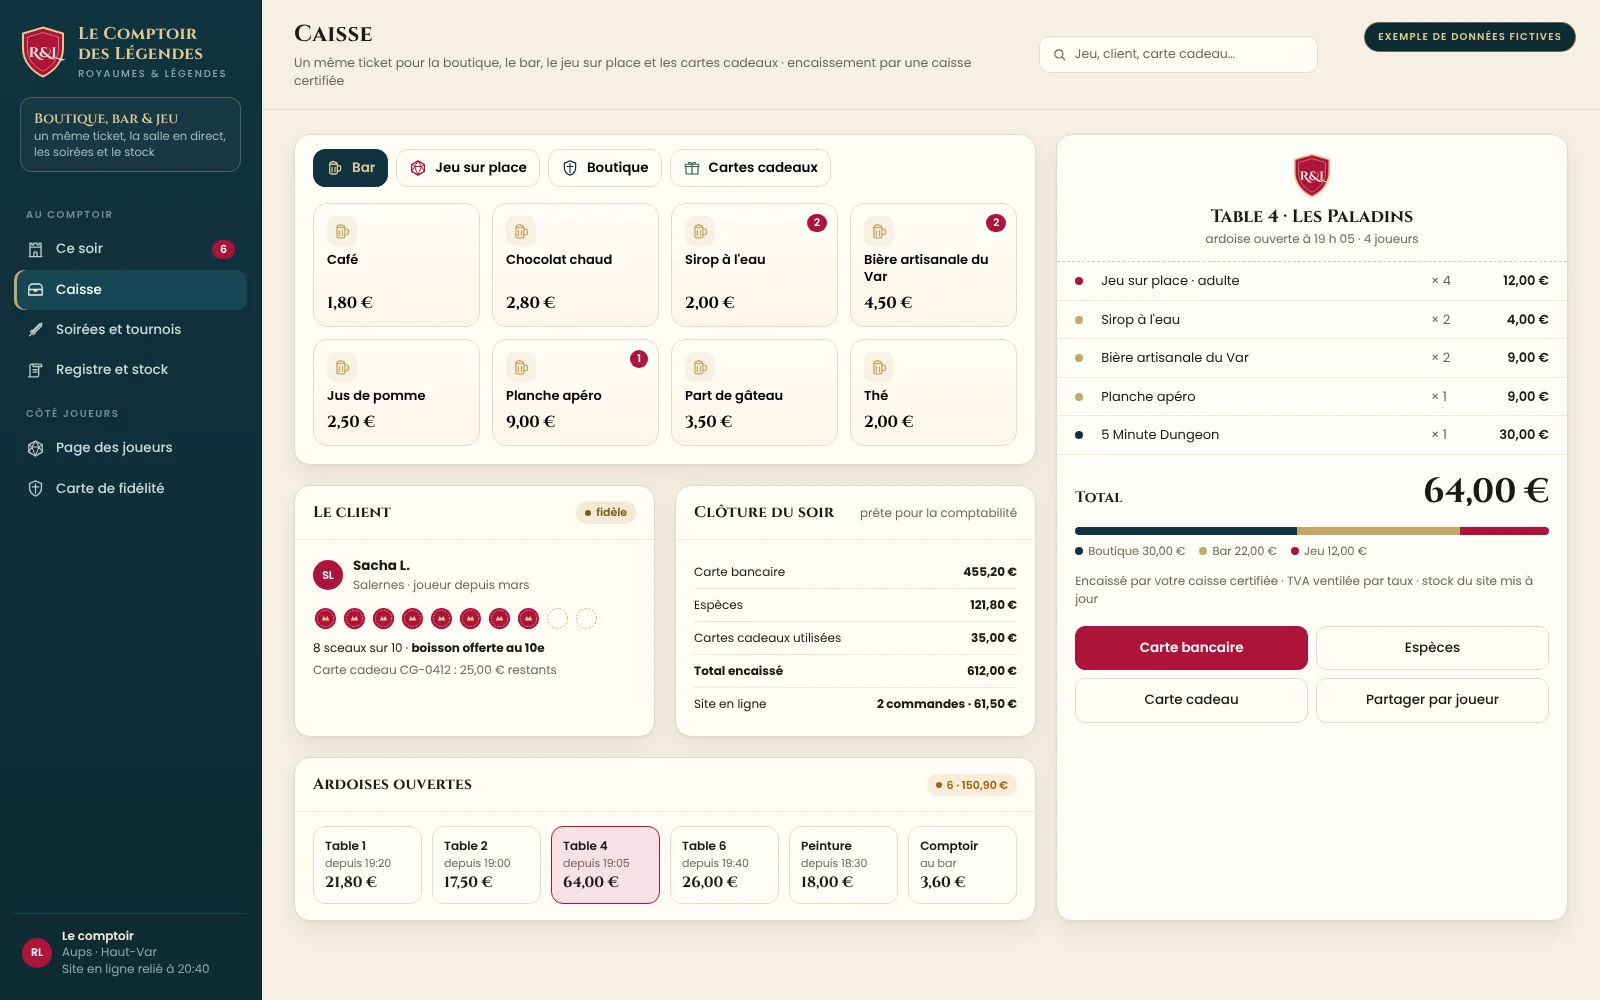 R&L
Le Comptoir
des Légendes
ROYAUMES & LÉGENDES
Boutique, bar & jeu
un même ticket, la salle en direct,
les soirées et le stock
AU COMPTOIR
Ce soir 6
Caisse
Soirées et tournois
Registre et stock
CÔTÉ JOUEURS
Page des joueurs
Carte de fidélité
RL
Le comptoir
Aups · Haut-Var
Site en ligne relié à 20:40
Caisse
Un même ticket pour la boutique, le bar, le jeu sur place et les cartes cadeaux · encaissement par une caisse
certifiée
Jeu, client, carte cadeau…
EXEMPLE DE DONNÉES FICTIVES
Bar Jeu sur place Boutique Cartes cadeaux
Café
1,80 €
Chocolat chaud
2,80 €
2
Sirop à l'eau
2,00 €
2
Bière artisanale du
Var
4,50 €
Jus de pomme
2,50 €
1
Planche apéro
9,00 €
Part de gâteau
3,50 €
Thé
2,00 €
Le client fidèle
SL
Sacha L.
Salernes · joueur depuis mars
8 sceaux sur 10 · boisson offerte au 10e
Carte cadeau CG-0412 : 25,00 € restants
Clôture du soir prête pour la comptabilité
Carte bancaire 455,20 €
Espèces 121,80 €
Cartes cadeaux utilisées 35,00 €
Total encaissé 612,00 €
Site en ligne 2 commandes · 61,50 €
Ardoises ouvertes 6 · 150,90 €
Table 1
depuis 19:20
21,80 €
Table 2
depuis 19:00
17,50 €
Table 4
depuis 19:05
64,00 €
Table 6
depuis 19:40
26,00 €
Peinture
depuis 18:30
18,00 €
Comptoir
au bar
3,60 €
R&L
Table 4 · Les Paladins
ardoise ouverte à 19 h 05 · 4 joueurs
Jeu sur place · adulte × 4 12,00 €
Sirop à l'eau × 2 4,00 €
Bière artisanale du Var × 2 9,00 €
Planche apéro × 1 9,00 €
5 Minute Dungeon × 1 30,00 €
Total 64,00 €
Boutique 30,00 € Bar 22,00 € Jeu 12,00 €
Encaissé par votre caisse certifiée · TVA ventilée par taux · stock du site mis à
jour
Carte bancaire Espèces
Carte cadeau Partager par joueur